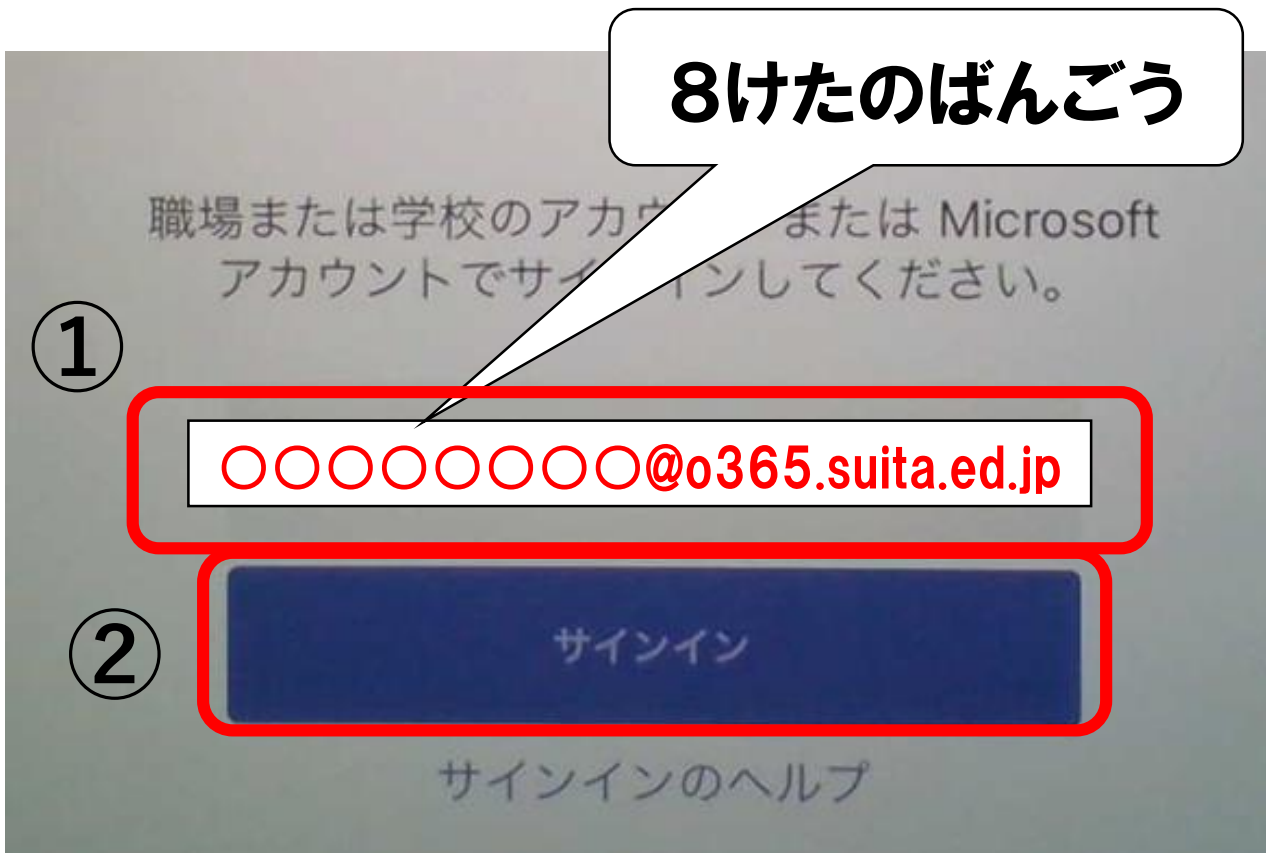 8けたのばんごう
職場または学校のアカウ または Microsoft
アカウントでサインインしてください。
①
○○○○○○○○@o365.suita.ed.jp
②
サインイン
サインインのヘルプ